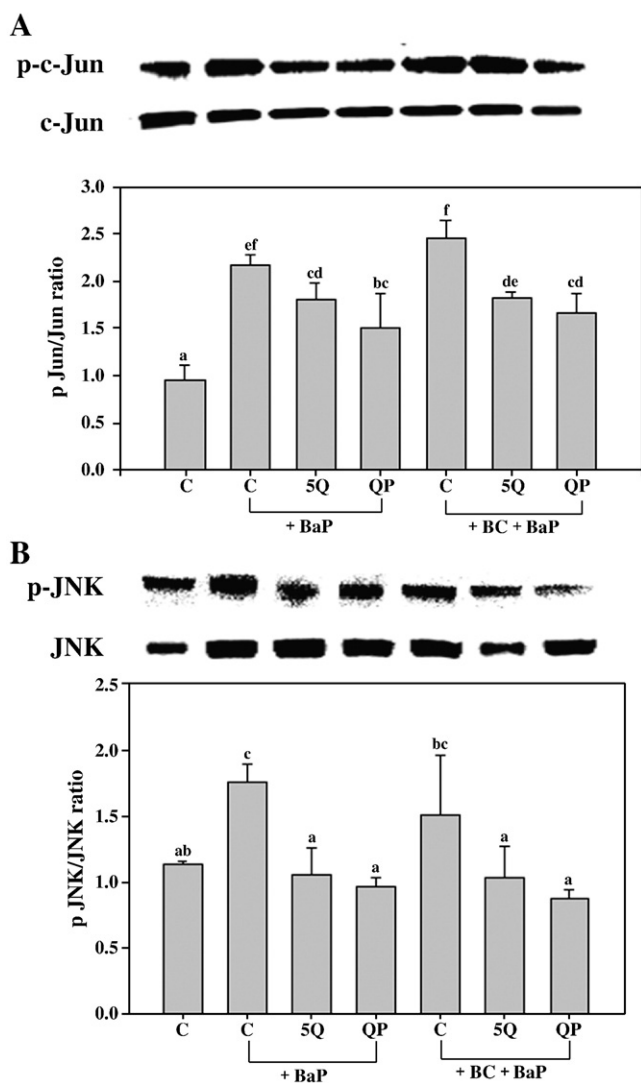 A
p-c-Jun
c-Jun
p Jun/Jun ratio
3.0
2.5
2.0
1.5
1.0
0.5
0.0
a
ef
cd
bc
f
de
cd
C
C
5Q
QP
C
5Q
QP
+ BaP
+ BC + BaP
B
p-JNK
JNK
p JNK/JNK ratio
2.5
2.0
1.5
1.0
0.5
0.0
ab
c
a
a
bc
a
a
C
C
5Q
QP
C
5Q
QP
+ BaP
+ BC + BaP